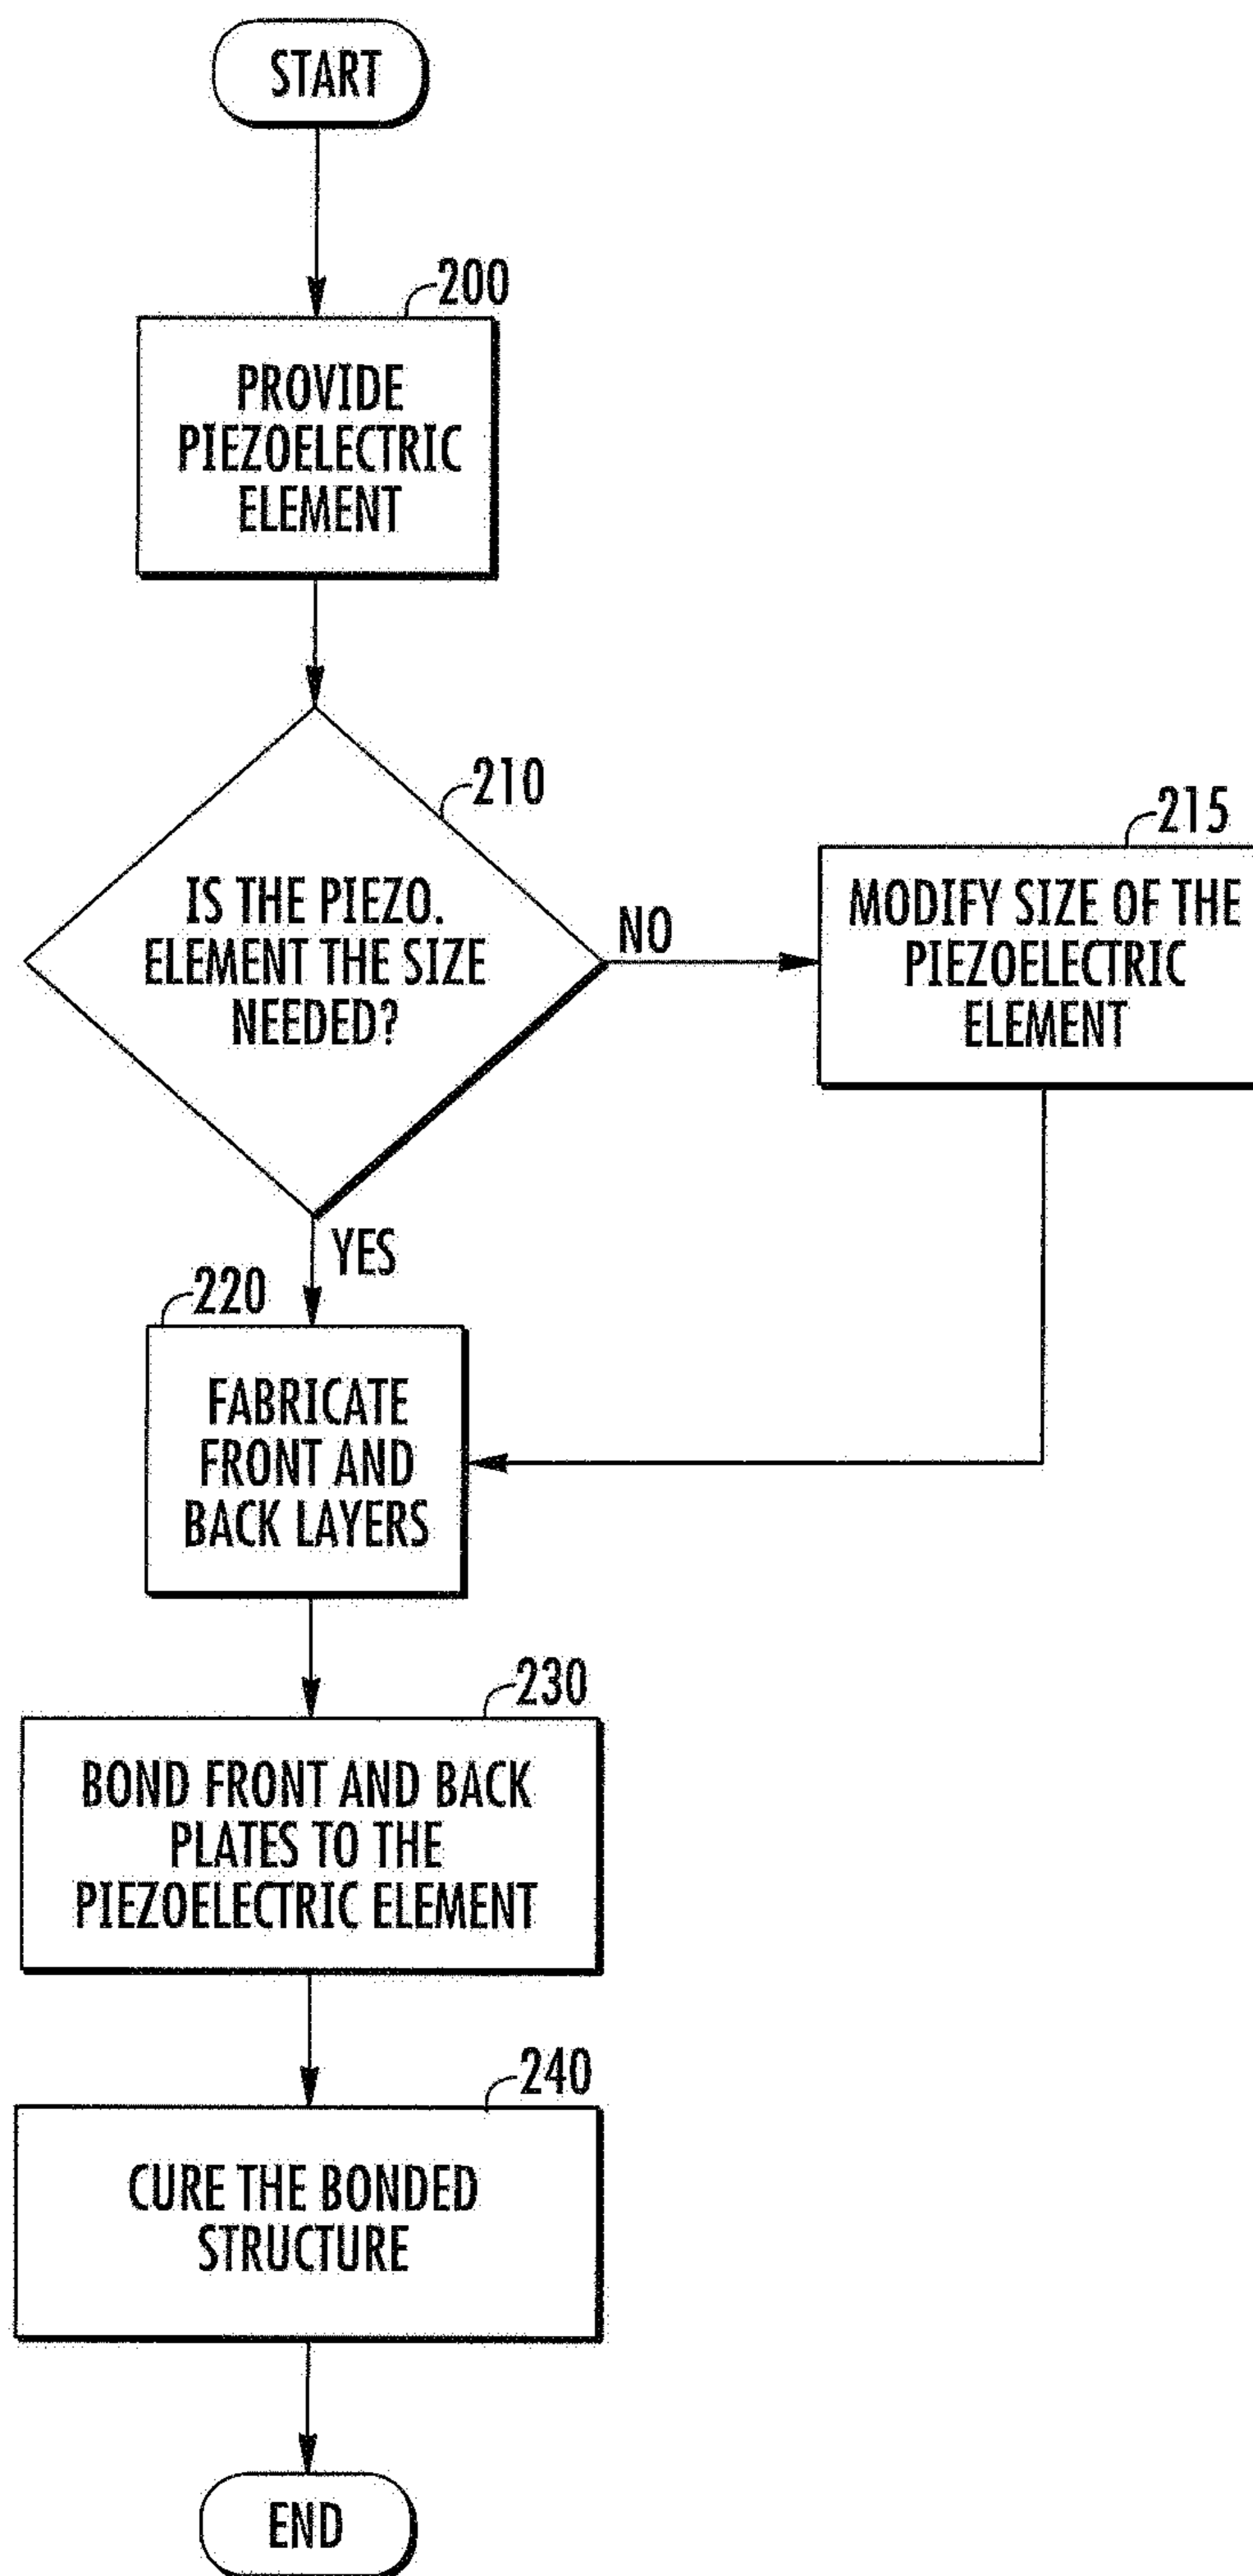 START
200
PROVIDE
PIEZOELECTRIC
ELEMENT
210
IS THE PIEZO.
ELEMENT THE SIZE
NEEDED?
NO
215
MODIFY SIZE OF THE
PIEZOELECTRIC
ELEMENT
YES
220
FABRICATE
FRONT AND
BACK LAYERS
230
BOND FRONT AND BACK
PLATES TO THE
PIEZOELECTRIC ELEMENT
240
CURE THE BONDED
STRUCTURE
END